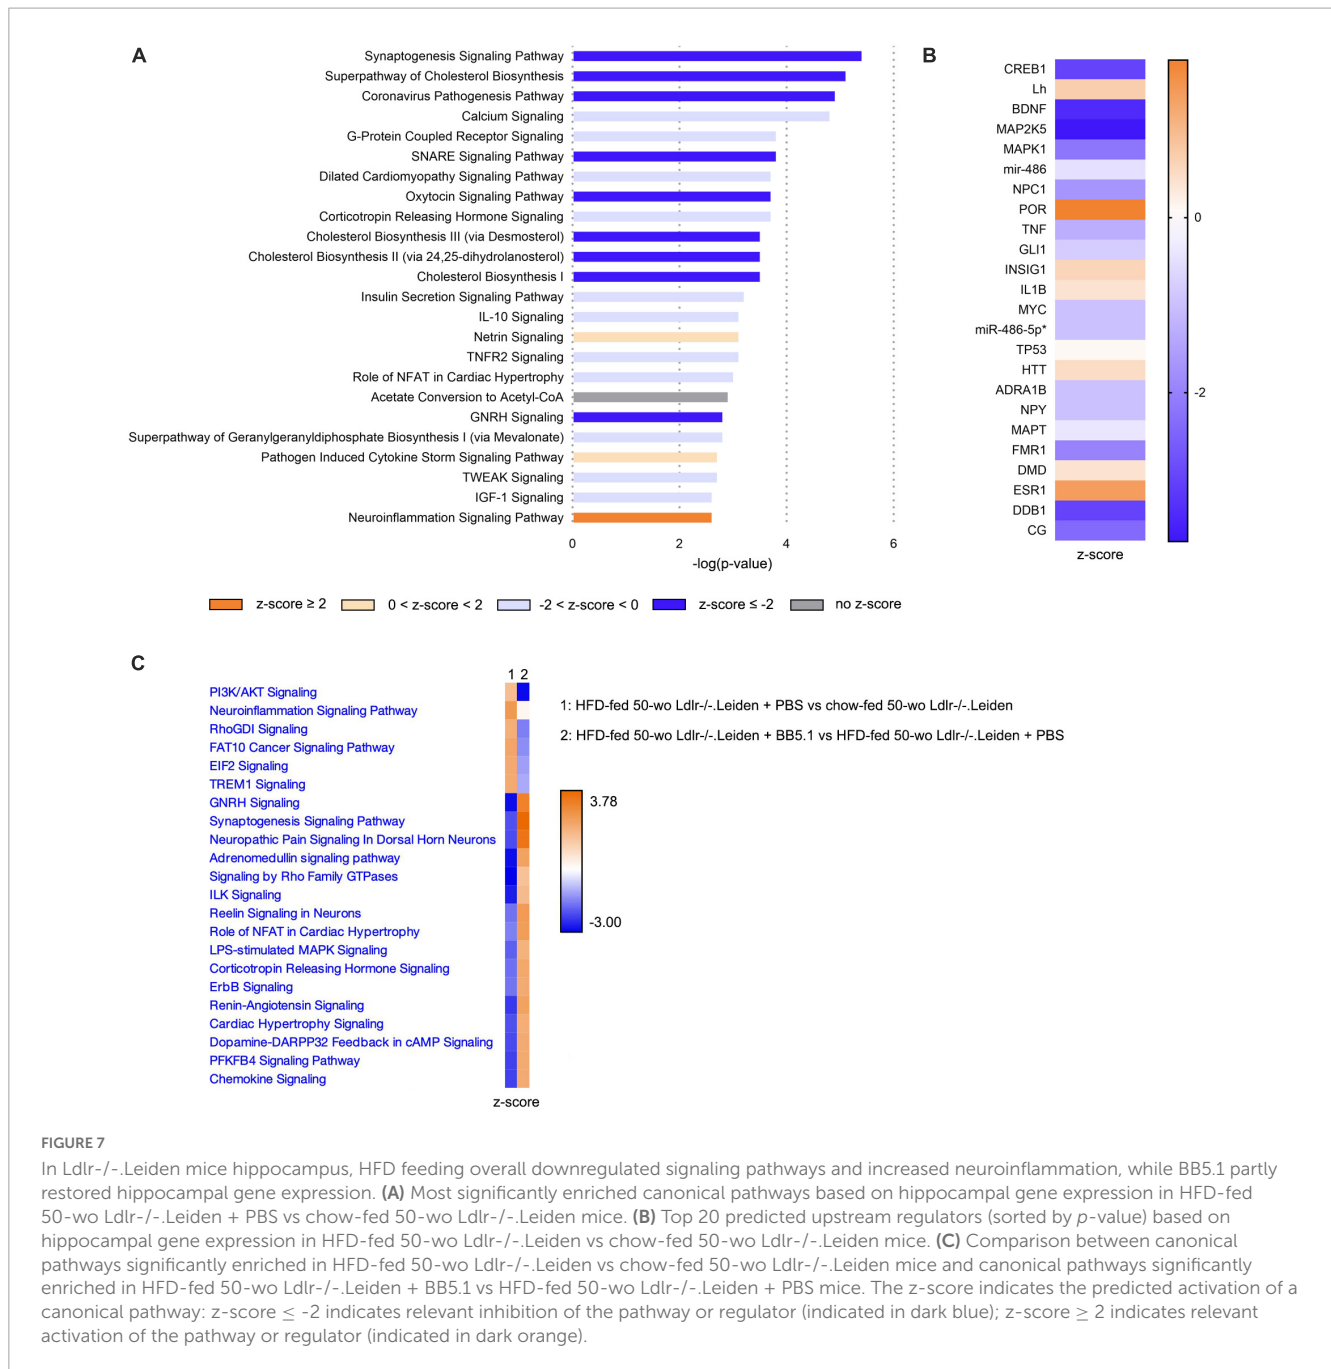 A
Synaptogenesis Signaling Pathway
Superpathway of Cholesterol Biosynthesis
Coronavirus Pathogenesis Pathway
Calcium Signaling
G-Protein Coupled Receptor Signaling
SNARE Signaling Pathway
Dilated Cardiomyopathy Signaling Pathway
Oxytocin Signaling Pathway
Corticotropin Releasing Hormone Signaling
Cholesterol Biosynthesis III (via Desmosterol)
Cholesterol Biosynthesis II (via 24,25-dihydrolanosterol)
Cholesterol Biosynthesis I
Insulin Secretion Signaling Pathway
IL-10 Signaling
Netrin Signaling
TNFR2 Signaling
Role of NFAT in Cardiac Hypertrophy
Acetate Conversion to Acetyl-CoA
GNRH Signaling
Superpathway of Geranylgeranyldiphosphate Biosynthesis I (via Mevalonate)
Pathogen Induced Cytokine Storm Signaling Pathway
TWEAK Signaling
IGF-1 Signaling
Neuroinflammation Signaling Pathway
0 2 4 6
-log(p-value)
z-score ≥ 2 0 < z-score < 2 -2 < z-score < 0 z-score ≤ -2 no z-score
B
CREB1
Lh
BDNF
MAP2K5
MAPK1
mir-486
NPC1
POR
TNF
GLI1
INSIG1
IL1B
MYC
miR-486-5p*
TP53
HTT
ADRA1B
NPY
MAPT
FMR1
DMD
ESR1
DDB1
CG
z-score
0
-2
C
1 2
PI3K/AKT Signaling
Neuroinflammation Signaling Pathway
RhoGDI Signaling
FAT10 Cancer Signaling Pathway
EIF2 Signaling
TREM1 Signaling
GNRH Signaling
Synaptogenesis Signaling Pathway
Neuropathic Pain Signaling In Dorsal Horn Neurons
Adrenomedullin signaling pathway
Signaling by Rho Family GTPases
ILK Signaling
Reelin Signaling in Neurons
Role of NFAT in Cardiac Hypertrophy
LPS-stimulated MAPK Signaling
Corticotropin Releasing Hormone Signaling
ErbB Signaling
Renin-Angiotensin Signaling
Cardiac Hypertrophy Signaling
Dopamine-DARPP32 Feedback in cAMP Signaling
PFKFB4 Signaling Pathway
Chemokine Signaling
z-score
1: HFD-fed 50-wo Ldlr-/-.Leiden + PBS vs chow-fed 50-wo Ldlr-/-.Leiden
2: HFD-fed 50-wo Ldlr-/-.Leiden + BB5.1 vs HFD-fed 50-wo Ldlr-/-.Leiden + PBS
3.78
-3.00
FIGURE 7
In Ldlr-/-.Leiden mice hippocampus, HFD feeding overall downregulated signaling pathways and increased neuroinflammation, while BB5.1 partly
restored hippocampal gene expression. (A) Most significantly enriched canonical pathways based on hippocampal gene expression in HFD-fed
50-wo Ldlr-/-.Leiden + PBS vs chow-fed 50-wo Ldlr-/-.Leiden mice. (B) Top 20 predicted upstream regulators (sorted by p-value) based on
hippocampal gene expression in HFD-fed 50-wo Ldlr-/-.Leiden vs chow-fed 50-wo Ldlr-/-.Leiden mice. (C) Comparison between canonical
pathways significantly enriched in HFD-fed 50-wo Ldlr-/-.Leiden vs chow-fed 50-wo Ldlr-/-.Leiden mice and canonical pathways significantly
enriched in HFD-fed 50-wo Ldlr-/-.Leiden + BB5.1 vs HFD-fed 50-wo Ldlr-/-.Leiden + PBS mice. The z-score indicates the predicted activation of a
canonical pathway: z-score ≤ -2 indicates relevant inhibition of the pathway or regulator (indicated in dark blue); z-score ≥ 2 indicates relevant
activation of the pathway or regulator (indicated in dark orange).